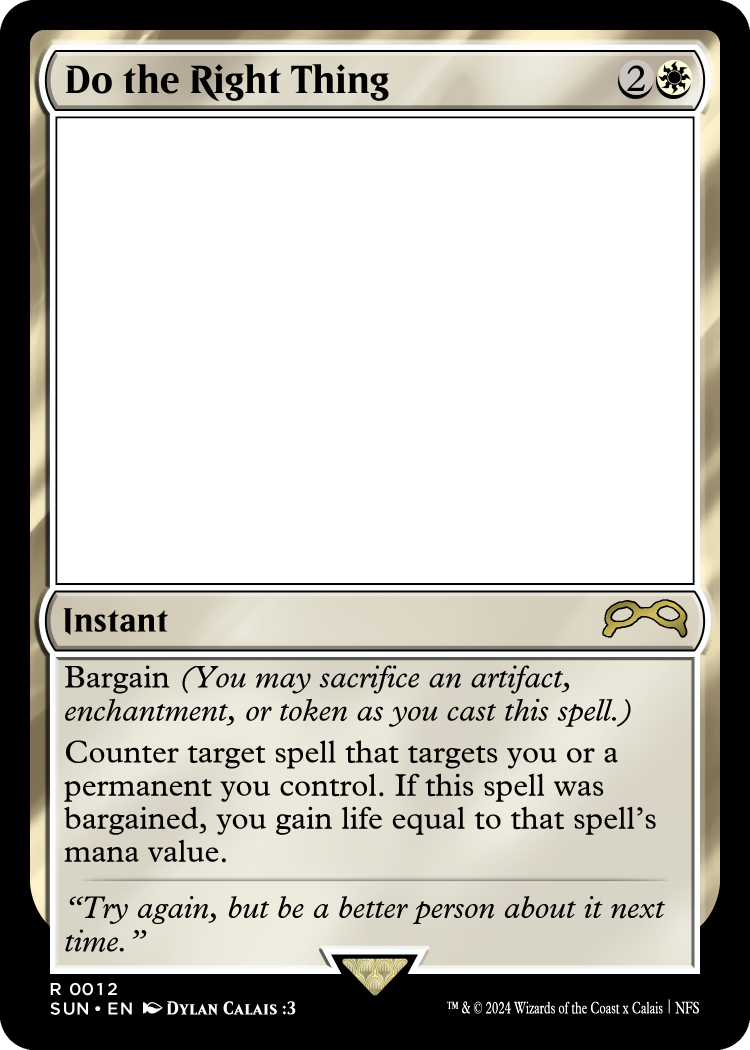 Do the Right Thing 2
Instant
Bargain (You may sacrifice an artifact,
enchantment, or token as you cast this spell.)
Counter target spell that targets you or a
permanent you control. If this spell was
bargained, you gain life equal to that spell’s
mana value.
“Try again, but be a better person about it next
time.”
R 0012
SUN • EN Dylan Calais :3
™ & © 2024 Wizards of the Coast x Calais | NFS